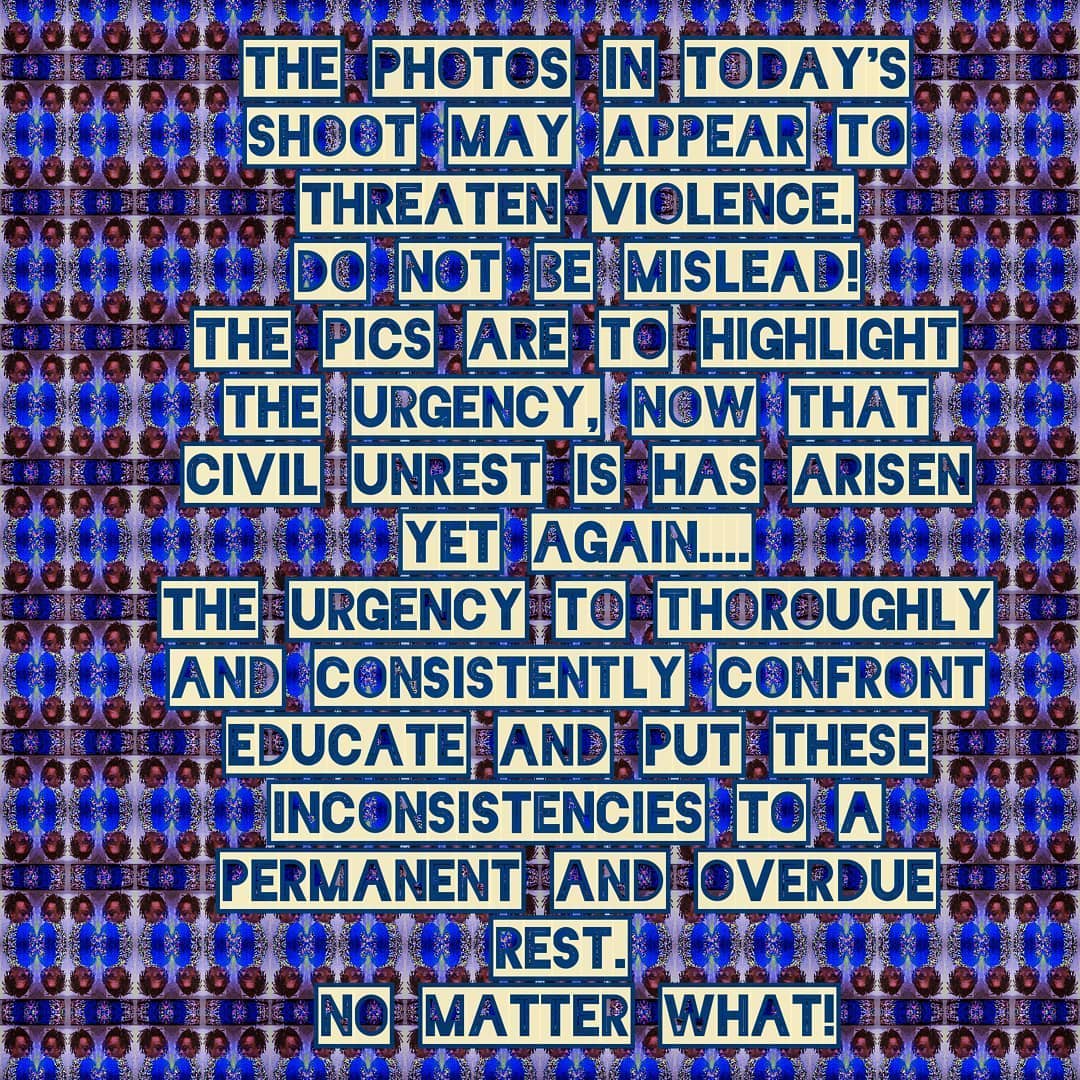 THE PHOTOS IN TODAY'S
SHOOT MAY APPEAR TO
THREATEN VIOLENCE.
DO NOT BE MISLEAD!
THE PICS ARE TO HIGHLIGHT
THE URGENCY, NOW THAT
CIVIL UNREST IS HAS ARISEN
YET AGAIN....
THE URGENCY TO THOROUGHLY
AND CONSISTENTLY CONFRONT
EDUCATE AND PUT THESE
INCONSISTENCIES TO A
PERMANENT AND OVERDUE
REST.
NO MATTER WHAT!